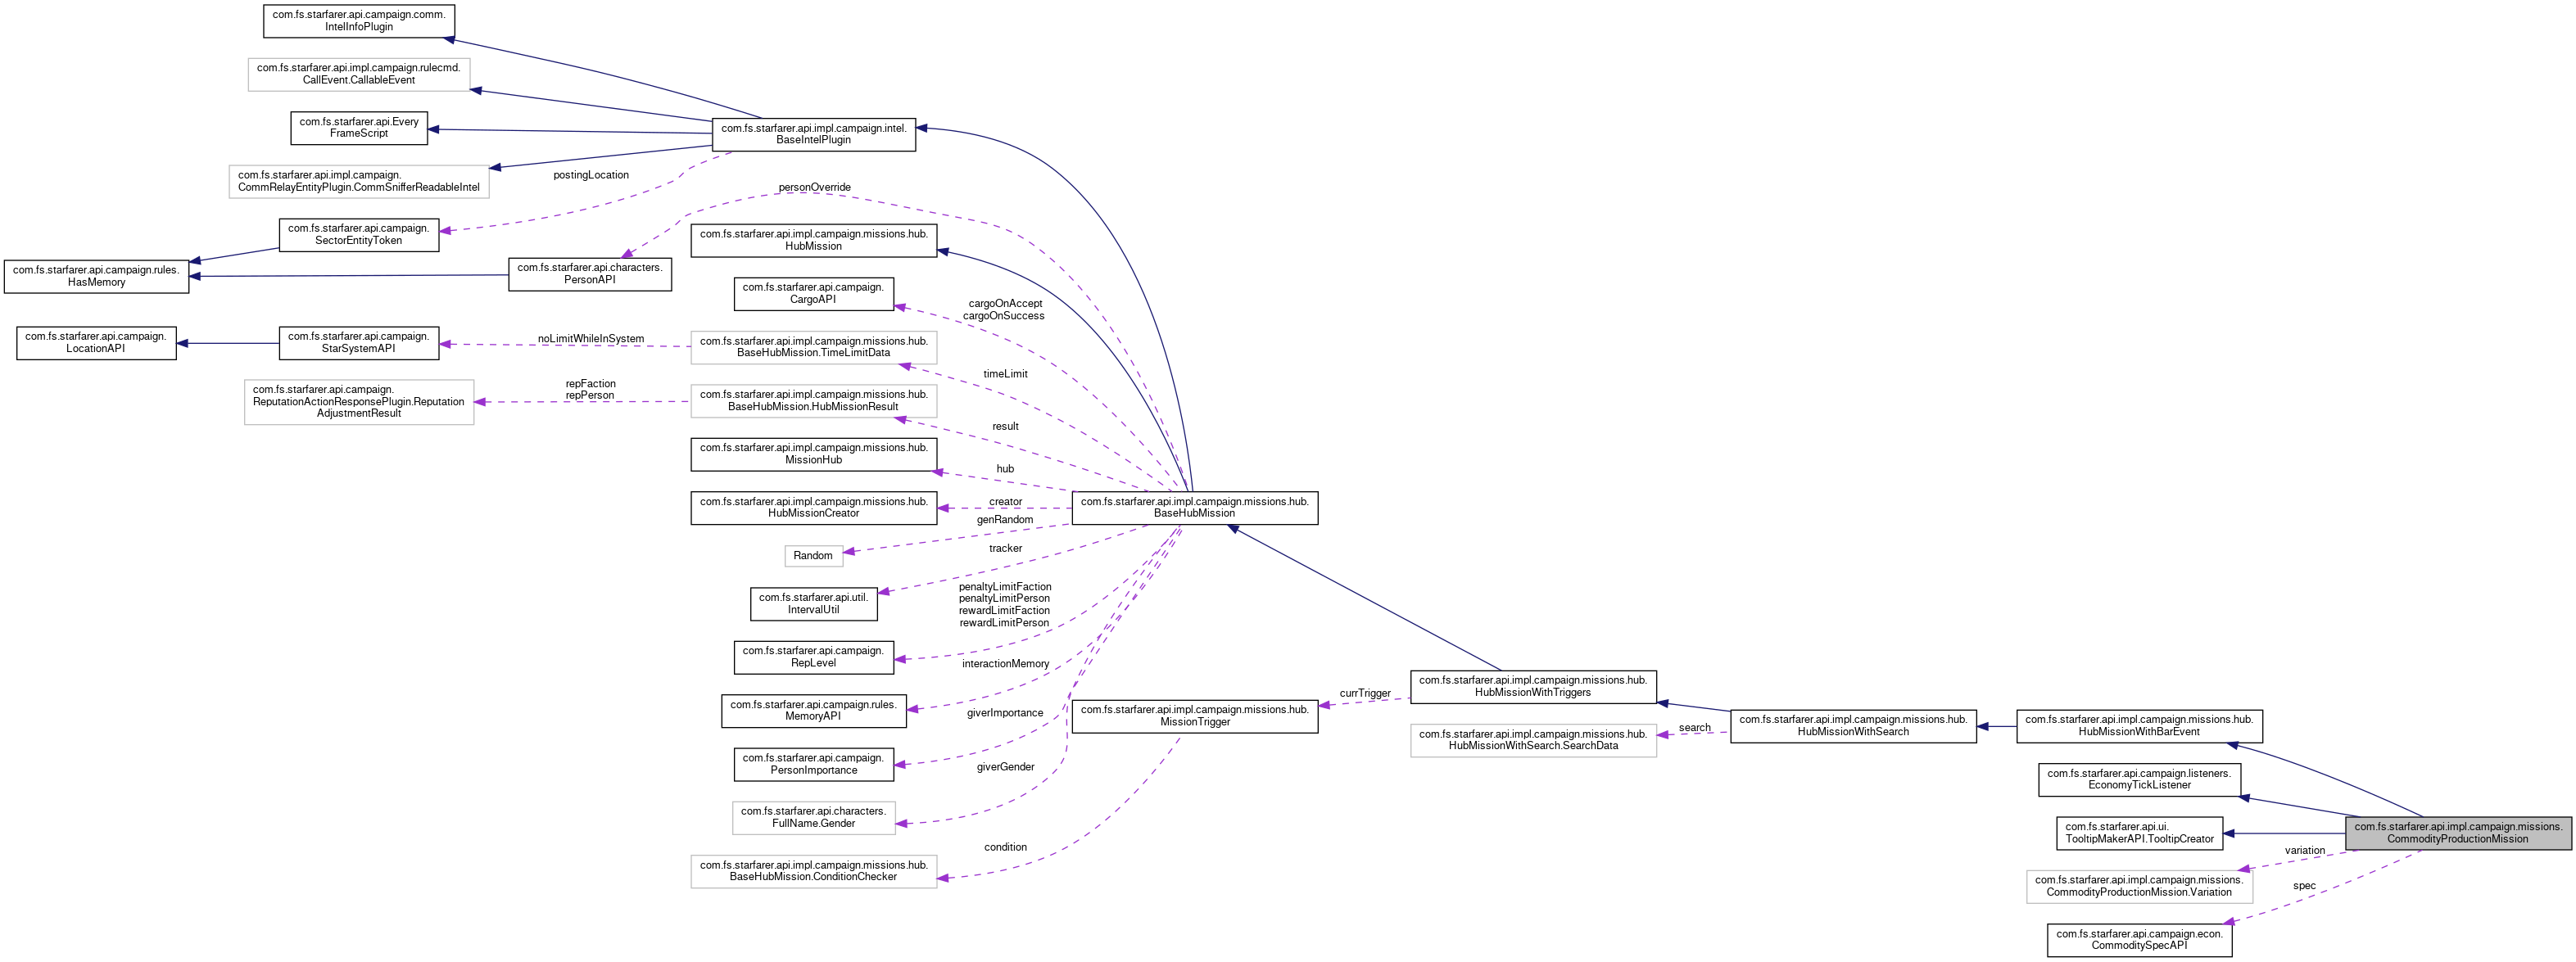 com.fs.starfarer.api.campaign.comm.
IntelInfoPlugin
com.fs.starfarer.api.impl.campaign.rulecmd.
CallEvent.CallableEvent
com.fs.starfarer.api.Every
FrameScript
com.fs.starfarer.api.impl.campaign.
CommRelayEntityPlugin.CommSnifferReadableIntel
com.fs.starfarer.api.campaign.
SectorEntityToken
com.fs.starfarer.api.campaign.rules.
HasMemory
com.fs.starfarer.api.campaign.
LocationAPI
com.fs.starfarer.api.campaign.
StarSystemAPI
com.fs.starfarer.api.campaign.
ReputationActionResponsePlugin.Reputation
AdjustmentResult
com.fs.starfarer.api.characters.
PersonAPI
postingLocation
noLimitWhileInSystem
repFaction
repPerson
com.fs.starfarer.api.impl.campaign.intel.
BaseIntelPlugin
personOverride
com.fs.starfarer.api.impl.campaign.missions.hub.
HubMission
com.fs.starfarer.api.campaign.
CargoAPI
com.fs.starfarer.api.impl.campaign.missions.hub.
BaseHubMission.TimeLimitData
com.fs.starfarer.api.impl.campaign.missions.hub.
BaseHubMission.HubMissionResult
com.fs.starfarer.api.impl.campaign.missions.hub.
MissionHub
com.fs.starfarer.api.impl.campaign.missions.hub.
HubMissionCreator
Random
com.fs.starfarer.api.util.
IntervalUtil
com.fs.starfarer.api.campaign.
RepLevel
com.fs.starfarer.api.campaign.rules.
MemoryAPI
com.fs.starfarer.api.campaign.
PersonImportance
com.fs.starfarer.api.characters.
FullName.Gender
com.fs.starfarer.api.impl.campaign.missions.hub.
BaseHubMission.ConditionChecker
cargoOnAccept
cargoOnSuccess
timeLimit
result
hub
creator
genRandom
tracker
penaltyLimitFaction
penaltyLimitPerson
rewardLimitFaction
rewardLimitPerson
interactionMemory
giverImportance
giverGender
condition
com.fs.starfarer.api.impl.campaign.missions.hub.
BaseHubMission
com.fs.starfarer.api.impl.campaign.missions.hub.
MissionTrigger
currTrigger
com.fs.starfarer.api.impl.campaign.missions.hub.
HubMissionWithTriggers
com.fs.starfarer.api.impl.campaign.missions.hub.
HubMissionWithSearch.SearchData
search
com.fs.starfarer.api.impl.campaign.missions.hub.
HubMissionWithSearch
com.fs.starfarer.api.impl.campaign.missions.hub.
HubMissionWithBarEvent
com.fs.starfarer.api.campaign.listeners.
EconomyTickListener
com.fs.starfarer.api.ui.
TooltipMakerAPI.TooltipCreator
com.fs.starfarer.api.impl.campaign.missions.
CommodityProductionMission.Variation
com.fs.starfarer.api.campaign.econ.
CommoditySpecAPI
variation
spec
com.fs.starfarer.api.impl.campaign.missions.
CommodityProductionMission